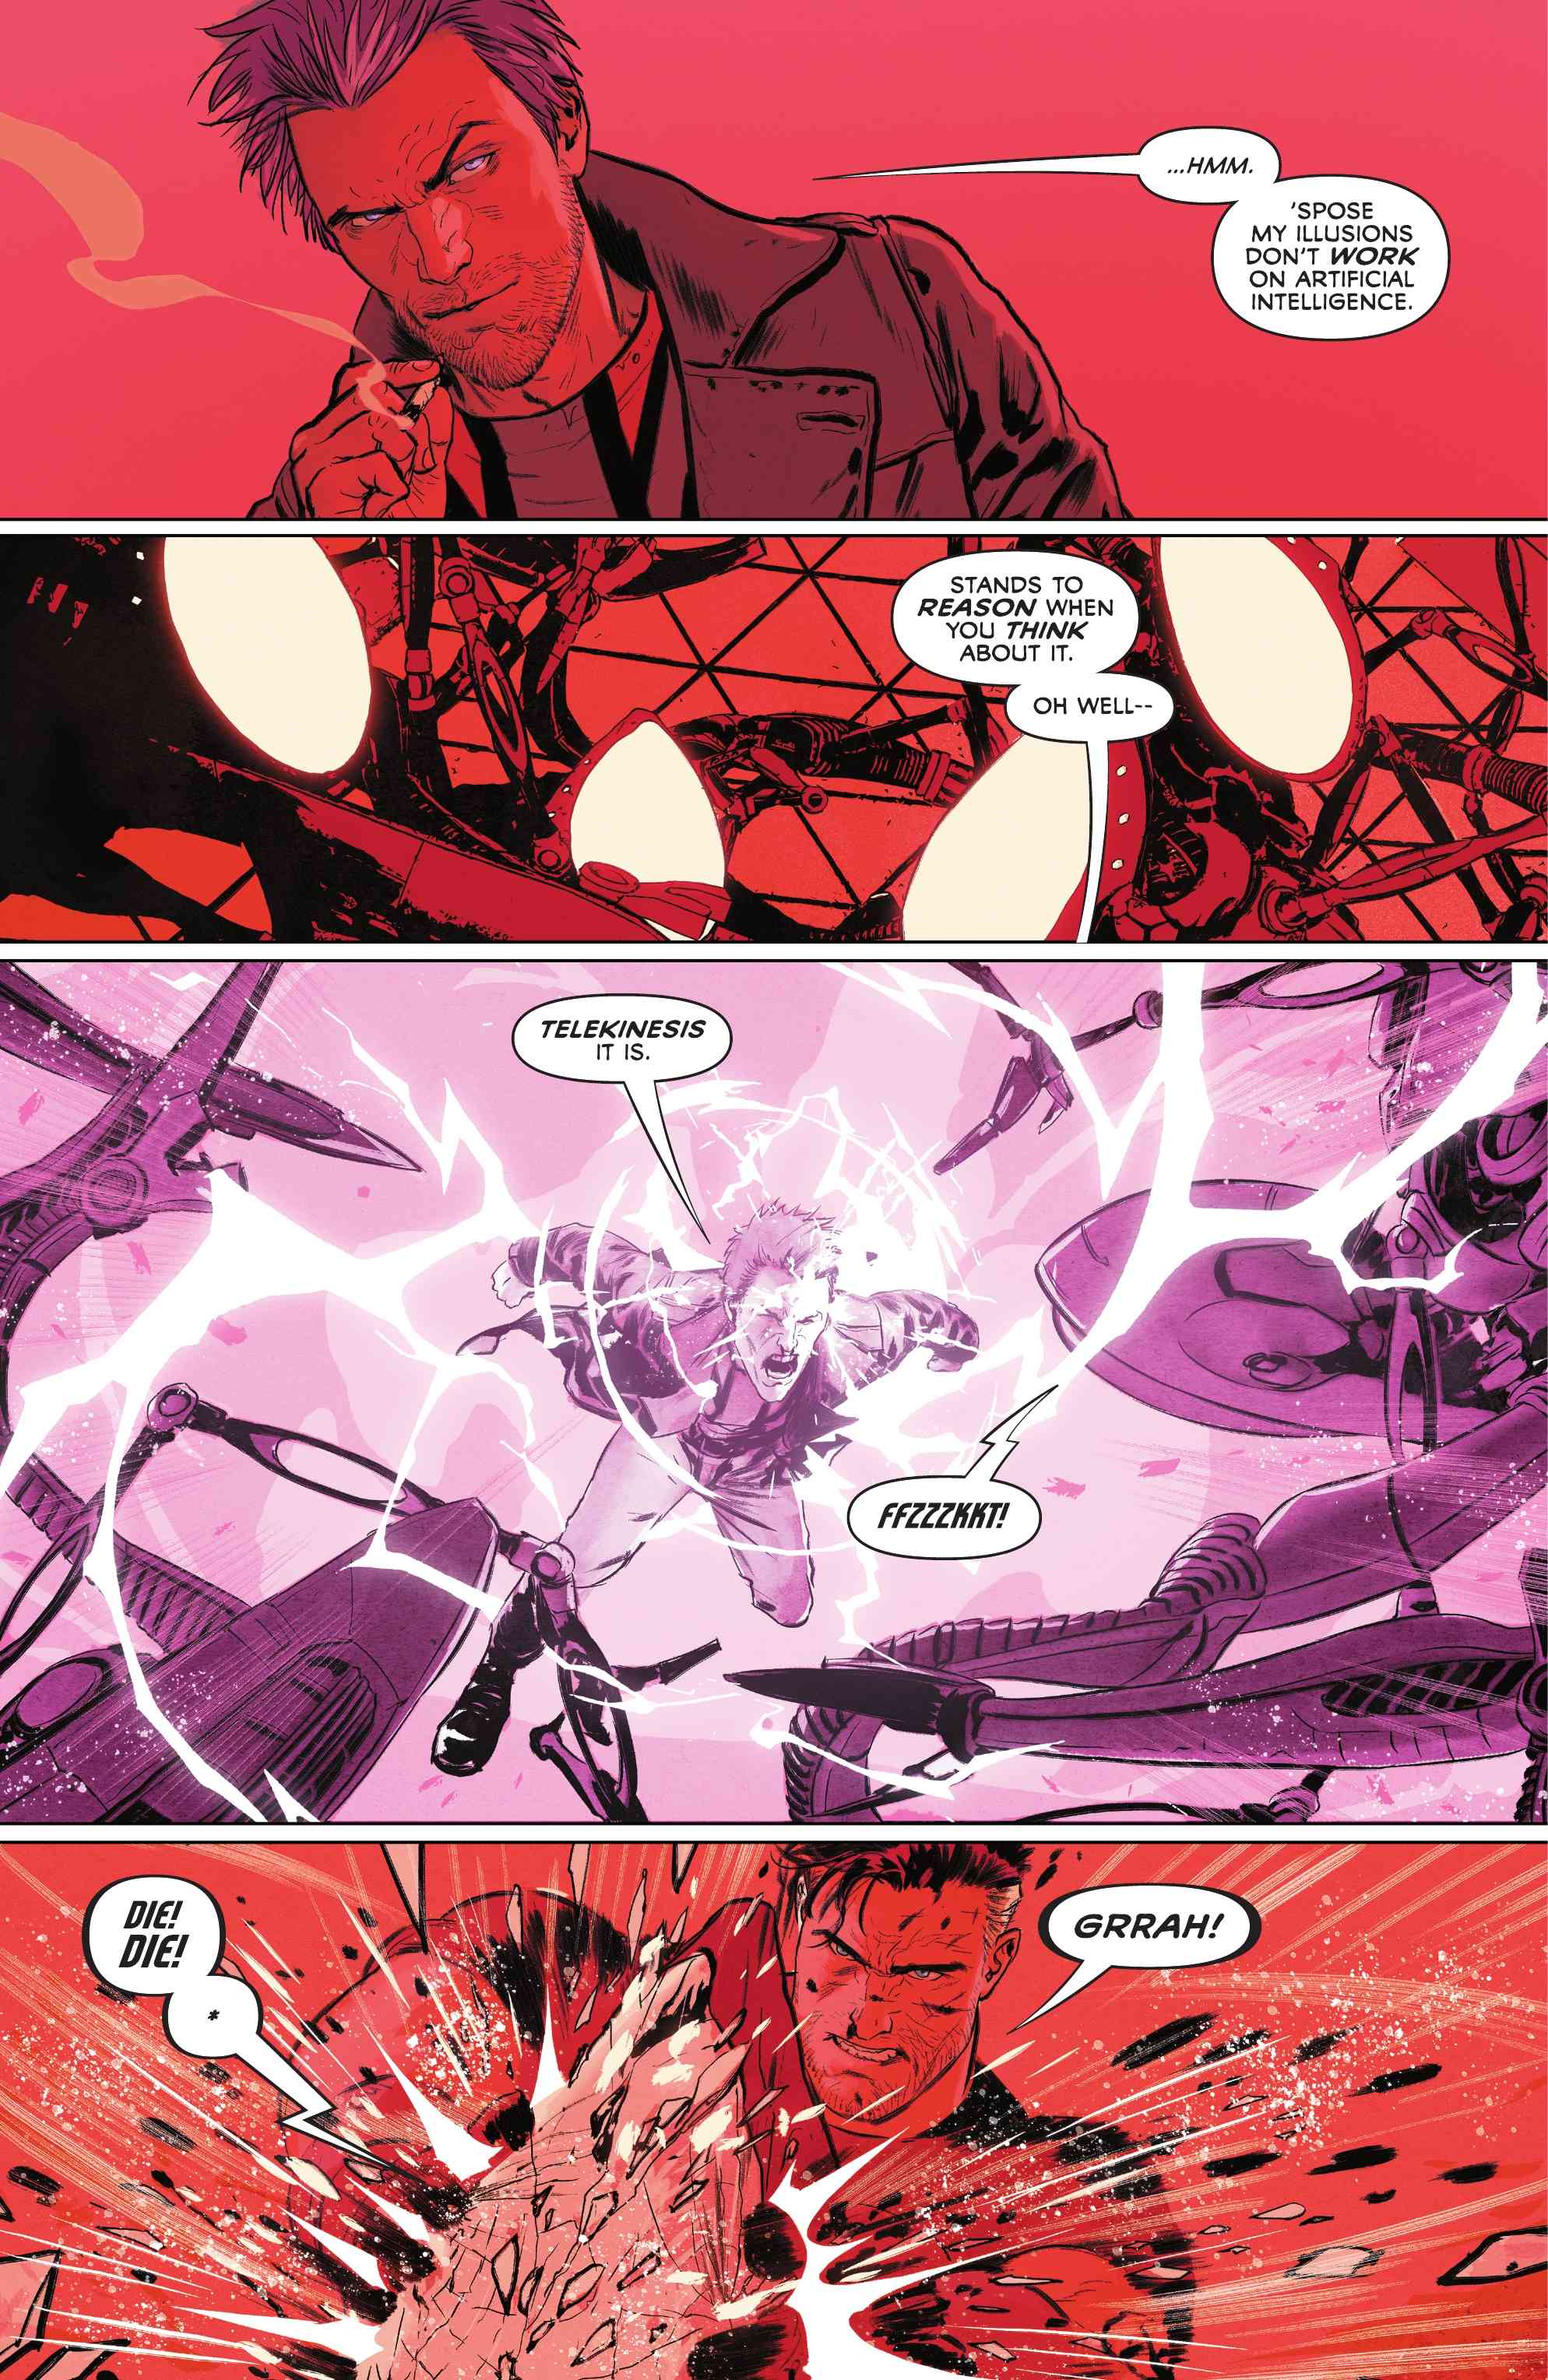 ...HMM.
'SPOSE
MY ILLUSIONS
DON'T WORK
ON ARTIFICIAL
INTELLIGENCE.
STANDS TO
REASON WHEN
YOU THINK
ABOUT IT.
OH WELL--
TELEKINESIS
IT IS.
FFZZZKKT!
DIE!
DIE!
*
GRRAH!